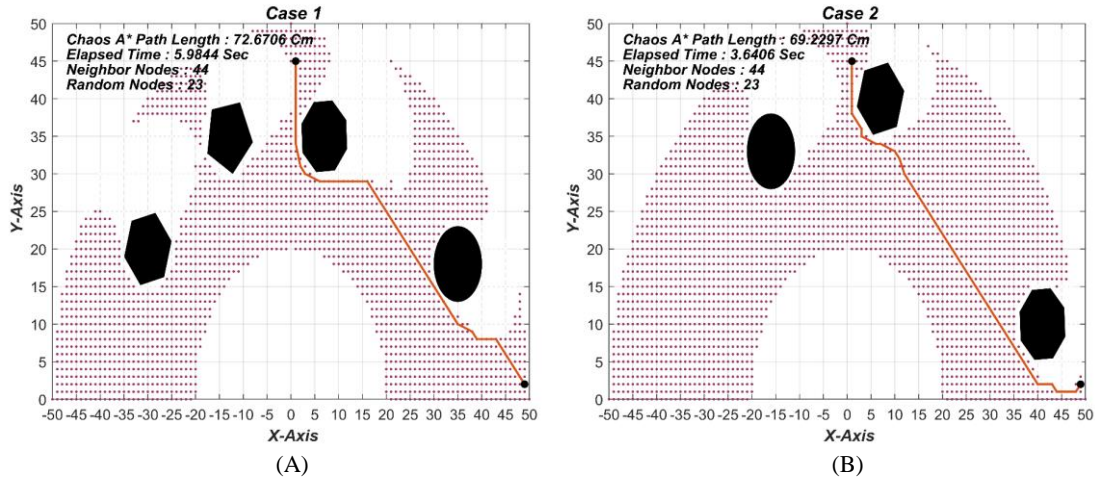 Case 1
Chaos A* Path Length : 72.6706 Cm
Elapsed Time : 5.9844 Sec
Neighbor Nodes : 44
Random Nodes : 23
Y-Axis
50
45
40
35
30
25
20
15
10
5
0
-50 -45 -40 -35 -30 -25 -20 -15 -10 -5 0 5 10 15 20 25 30 35 40 45 50
X-Axis
(A)
Case 2
Chaos A* Path Length : 69.2297 Cm
Elapsed Time : 3.6406 Sec
Neighbor Nodes : 44
Random Nodes : 23
Y-Axis
50
45
40
35
30
25
20
15
10
5
0
-50 -45 -40 -35 -30 -25 -20 -15 -10 -5 0 5 10 15 20 25 30 35 40 45 50
X-Axis
(B)